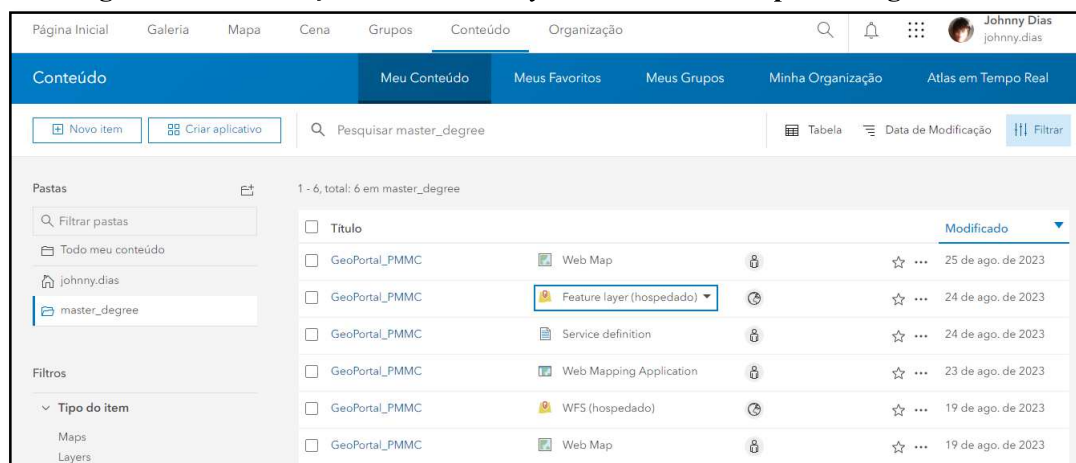 Página Inicial Galeria Mapa Cena Grupos Conteúdo Organização Johnny Dias
johnny.dias
Conteúdo Meu Conteúdo Meus Favoritos Meus Grupos Minha Organização Atlas em Tempo Real
Novo item Criar aplicativo Pesquisar master_degree Tabela Data de Modificação Filtrar
Pastas
Filtrar pastas
Todo meu conteúdo
johnny.dias
master_degree
Filtros
Tipo do item
Maps
Layers
1 - 6, total: 6 em master_degree
Título Modificado
GeoPortal_PMMC Web Map 25 de ago. de 2023
GeoPortal_PMMC Feature layer (hospedado) 24 de ago. de 2023
GeoPortal_PMMC Service definition 24 de ago. de 2023
GeoPortal_PMMC Web Mapping Application 23 de ago. de 2023
GeoPortal_PMMC WFS (hospedado) 19 de ago. de 2023
GeoPortal_PMMC Web Map 19 de ago. de 2023